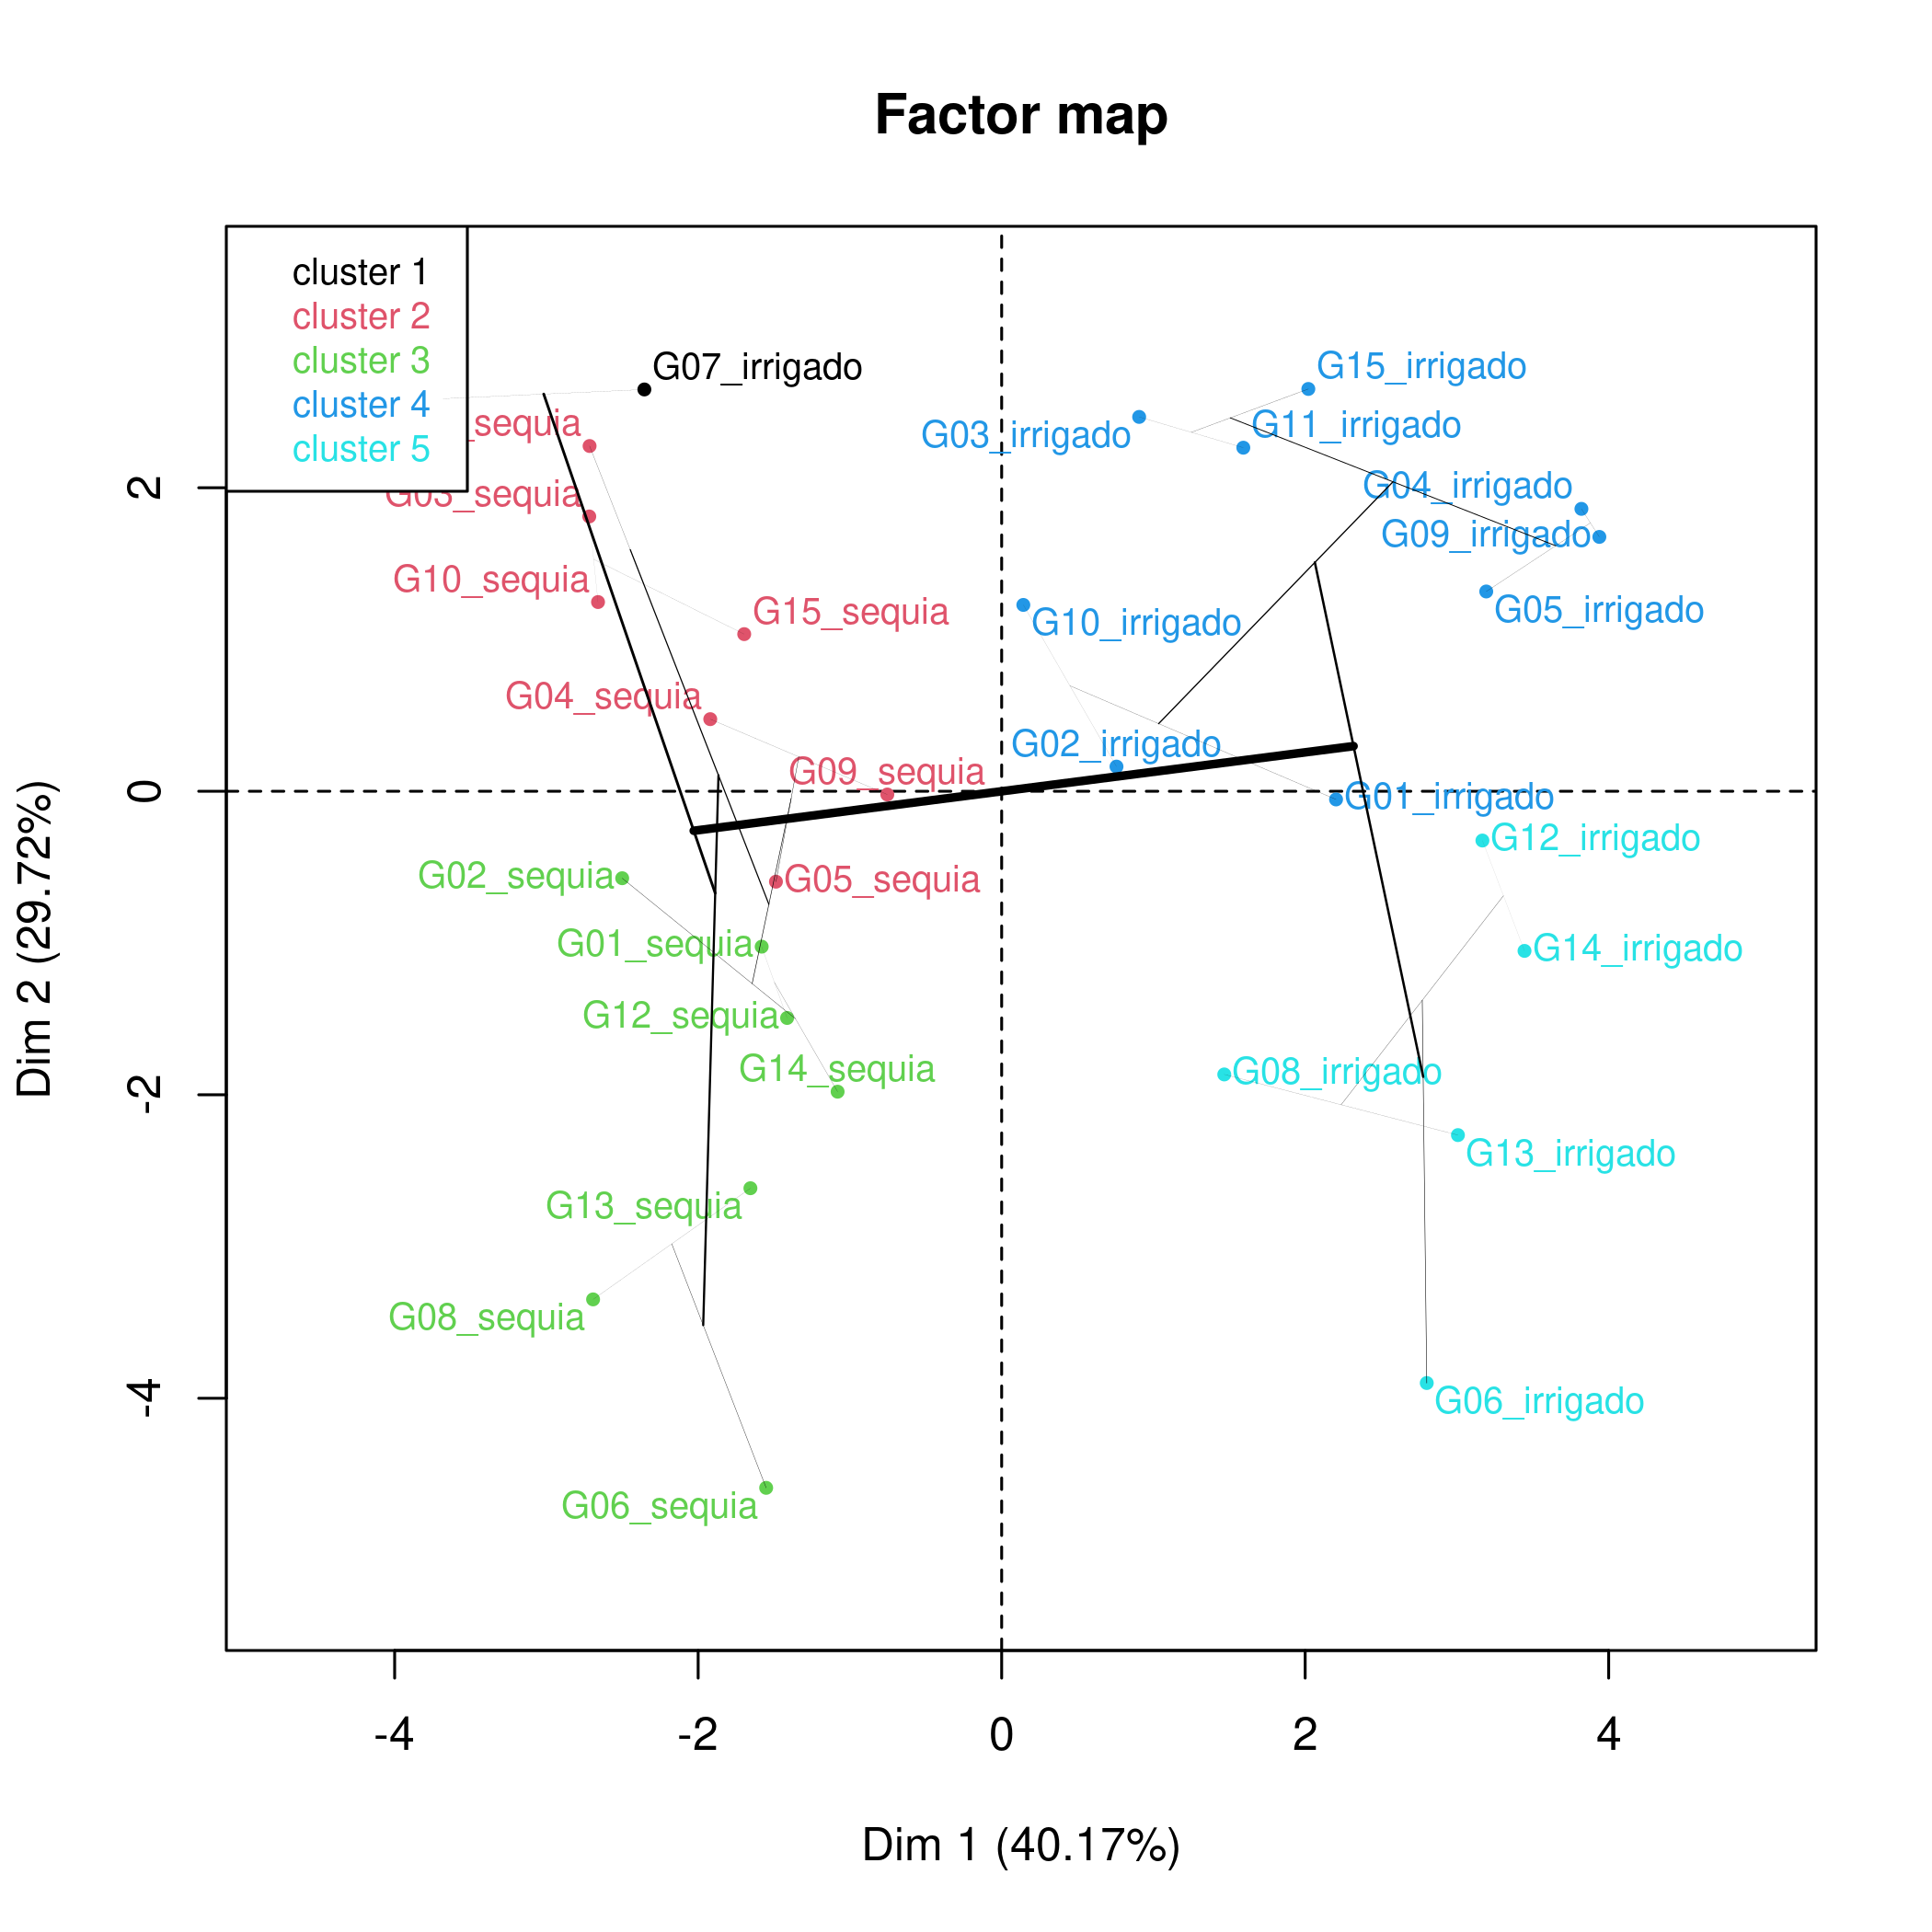 Factor map
cluster 1
cluster 2
cluster 3
cluster 4
cluster 5
G07_irrigado
G15_irrigado
_sequia
G11_irrigado
G03_irrigado
G03_sequia
G04_irrigado
G09_irrigado
G10_sequia
G15_sequia
G05_irrigado
G10_irrigado
G04_sequia
G02_irrigado
G09_sequia
G01_irrigado
G12_irrigado
G02_sequia
G05_sequia
G01_sequia
G14_irrigado
G12_sequia
G14_sequia
G08_irrigado
G13_irrigado
G13_sequia
G08_sequia
G06_irrigado
G06_sequia
2
0
-2
-4
Dim 2 (29.72%)
-4
-2
0
2
4
Dim 1 (40.17%)